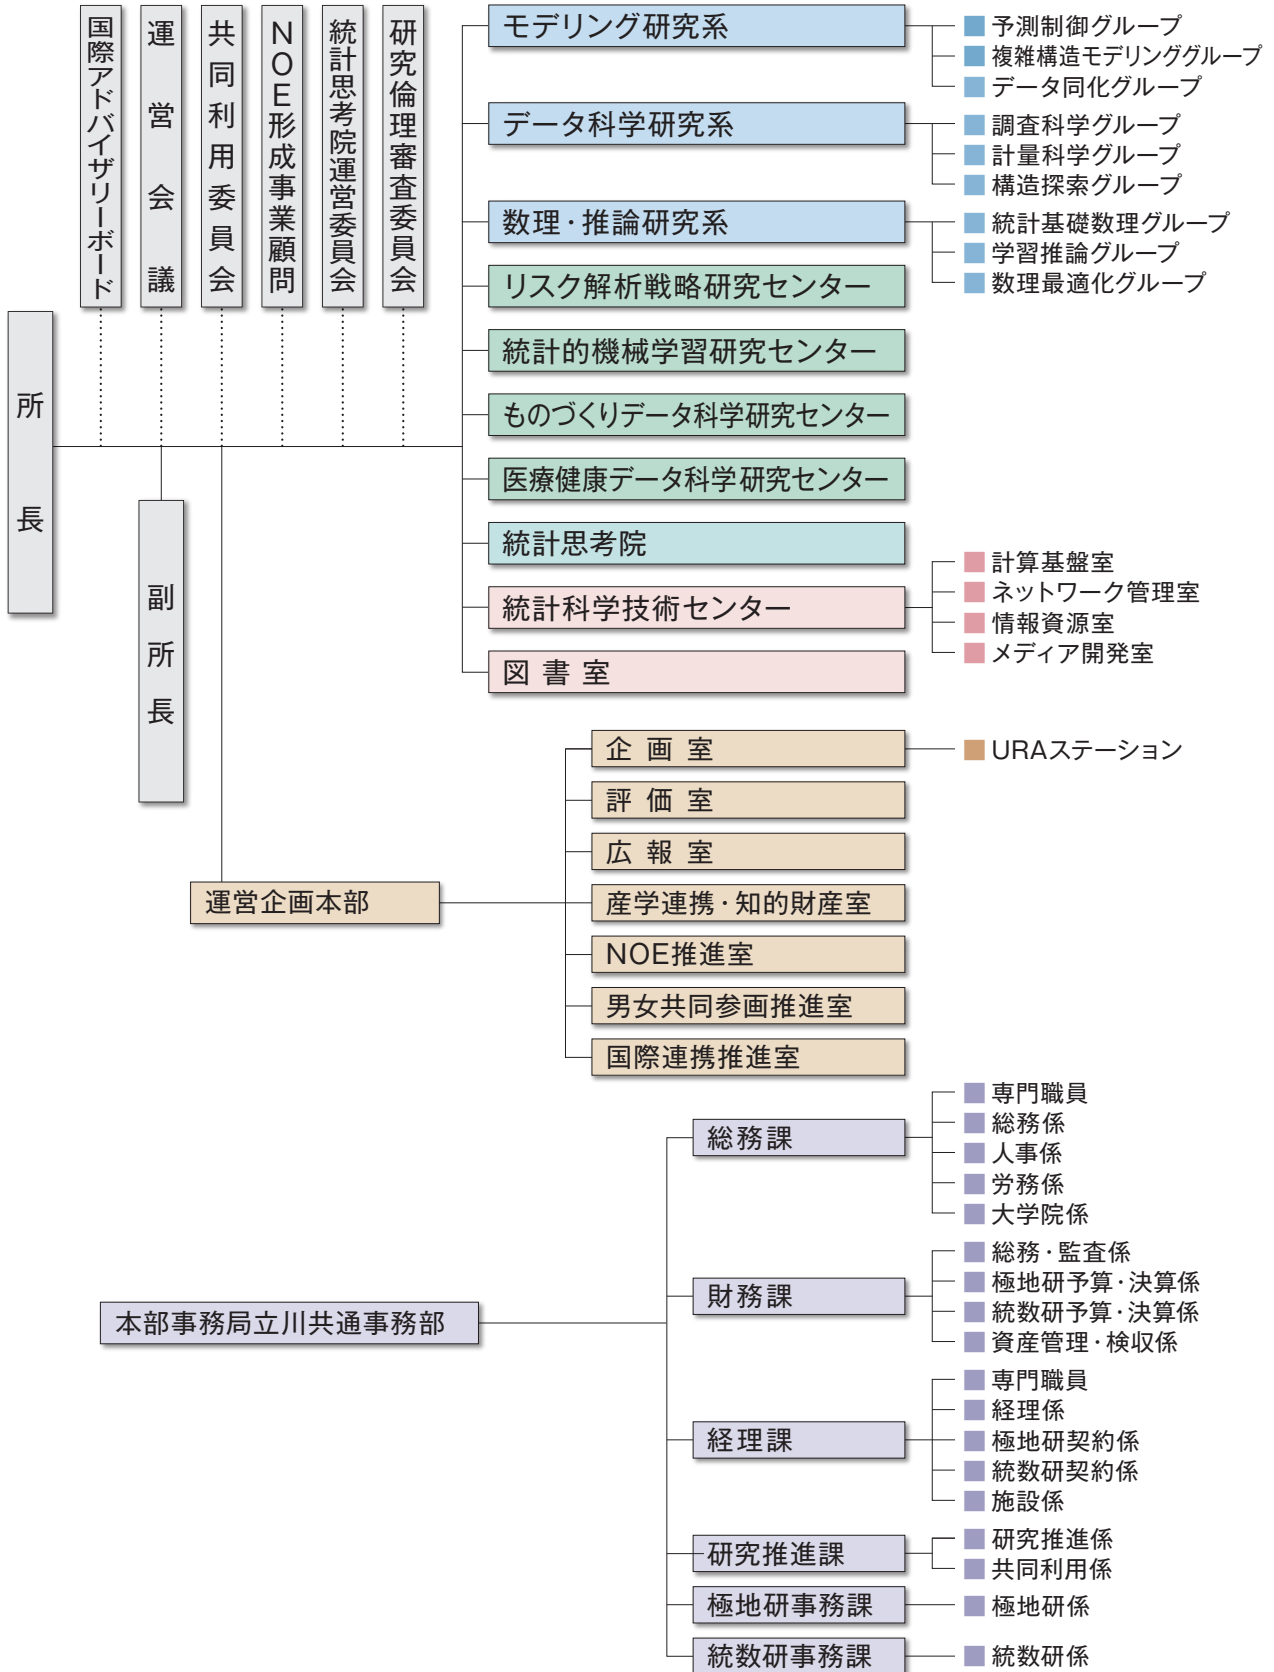 国際アドバイザリーボード
運営会議
共同利用委員会
NOE形成事業顧問
統計思考院運営委員会
研究倫理審査委員会
所長
副所長
モデリング研究系
予測制御グループ
複雑構造モデリンググループ
データ同化グループ
データ科学研究系
調査科学グループ
計量科学グループ
構造探索グループ
数理・推論研究系
統計基礎数理グループ
学習推論グループ
数理最適化グループ
リスク解析戦略研究センター
統計的機械学習研究センター
ものづくりデータ科学研究センター
医療健康データ科学研究センター
統計思考院
統計科学技術センター
計算基盤室
ネットワーク管理室
情報資源室
メディア開発室
図書室
運営企画本部
企画室
URAステーション
評価室
広報室
産学連携・知的財産室
NOE推進室
男女共同参画推進室
国際連携推進室
本部事務局立川共通事務部
総務課
専門職員
総務係
人事係
労務係
大学院係
財務課
総務・監査係
極地研予算・決算係
統数研予算・決算係
資産管理・検収係
経理課
専門職員
経理係
極地研契約係
統数研契約係
施設係
研究推進課
研究推進係
共同利用係
極地研事務課
極地研係
統数研事務課
統数研係